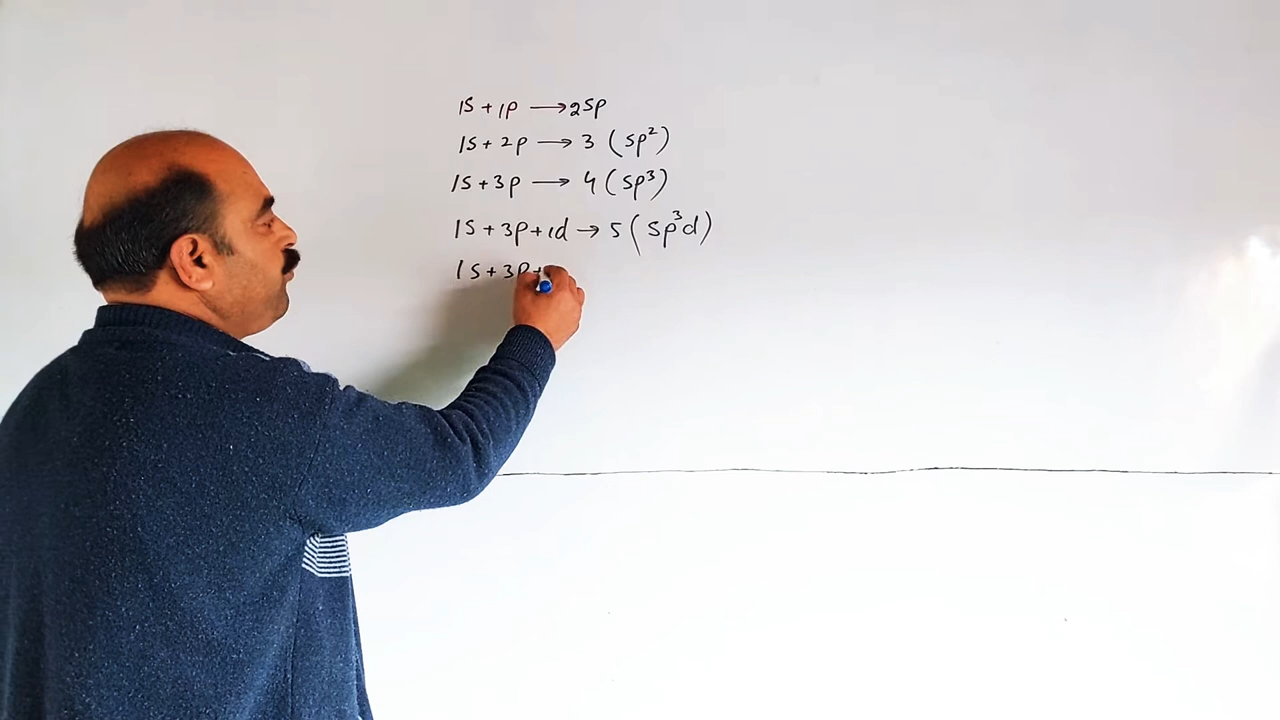 1S + 1P → 2SP
1S + 2P → 3 (SP²)
1S + 3P → 4 (SP³)
1S + 3P + 1d → 5 (SP³d)
1S + 3P +